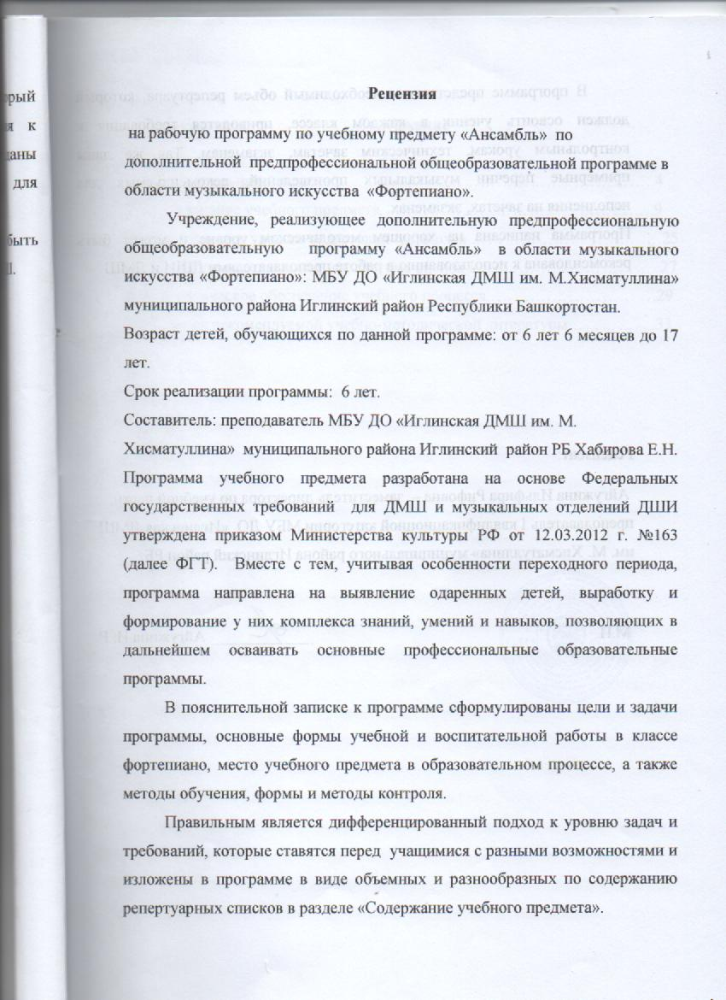 Рецензия
на рабочую программу по учебному предмету «Ансамбль» по
дополнительной предпрофессиональной общеобразовательной программе в
области музыкального искусства «Фортепиано».
Учреждение, реализующее дополнительную предпрофессиональную
общеобразовательную программу «Ансамбль» в области музыкального
искусства «Фортепиано»: МБУ ДО «Иглинская ДМШ им. М.Хисматуллина»
муниципального района Иглинский район Республики Башкортостан.
Возраст детей, обучающихся по данной программе: от 6 лет 6 месяцев до 17
лет.
Срок реализации программы: 6 лет.
Составитель: преподаватель МБУ ДО «Иглинская ДМШ им. М.
Хисматуллина» муниципального района Иглинский район РБ Хабирова Е.Н.
Программа учебного предмета разработана на основе Федеральных
государственных требований для ДМШ и музыкальных отделений ДШИ
утверждена приказом Министерства культуры РФ от 12.03.2012 г. №163
(далее ФГТ). Вместе с тем, учитывая особенности переходного периода,
программа направлена на выявление одаренных детей, выработку и
формирование у них комплекса знаний, умений и навыков, позволяющих в
дальнейшем осваивать основные профессиональные образовательные
программы.
В пояснительной записке к программе сформулированы цели и задачи
программы, основные формы учебной и воспитательной работы в классе
фортепиано, место учебного предмета в образовательном процессе, а также
методы обучения, формы и методы контроля.
Правильным является дифференцированный подход к уровню задач и
требований, которые ставятся перед учащимися с разными возможностями и
изложены в программе в виде объемных и разнообразных по содержанию
репертуарных списков в разделе «Содержание учебного предмета».